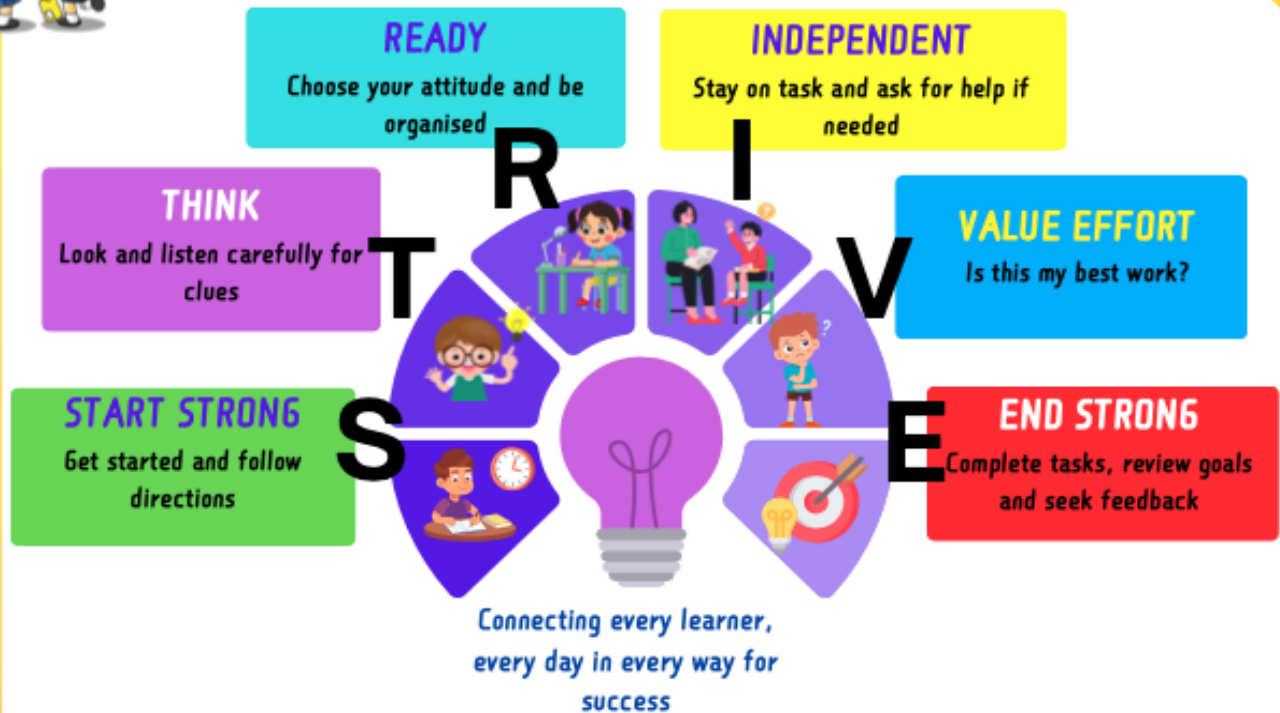 READY
Choose your attitude and be
organised
INDEPENDENT
Stay on task and ask for help if
needed
THINK
Look and listen carefully for
clues
VALUE EFFORT
Is this my best work?
START STRONG
Get started and follow
directions
END STRONG
Complete tasks, review goals
and seek feedback
S
T
R
I
V
E
?
?
Connecting every learner,
every day in every way for
success